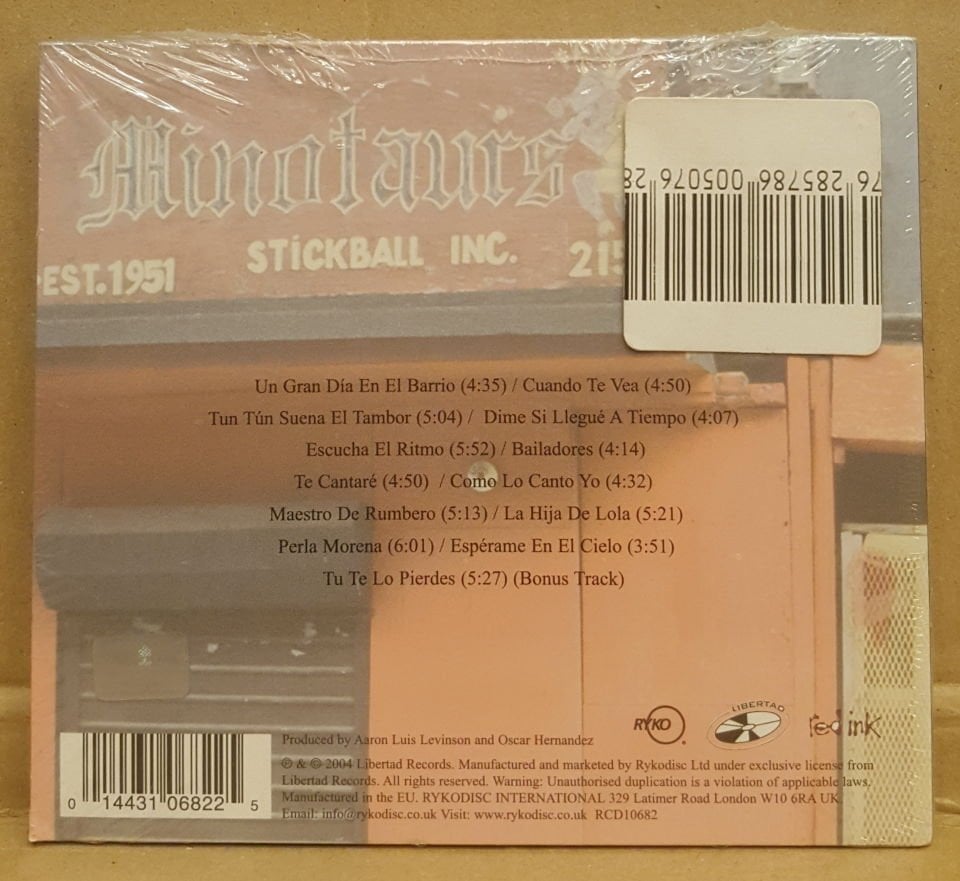 Minotaurs
STiCKBALL INC. 215
EST. 1951
28 005076 285786 76
Un Gran Día En El Barrio (4:35) / Cuando Te Vea (4:50)
Tun Tún Suena El Tambor (5:04) / Dime Si Llegué A Tiempo (4:07)
Escucha El Ritmo (5:52) / Bailadores (4:14)
Te Cantaré (4:50) / Como Lo Canto Yo (4:32)
Maestro De Rumbero (5:13) / La Hija De Lola (5:21)
Perla Morena (6:01) / Espérame En El Cielo (3:51)
Tu Te Lo Pierdes (5:27) (Bonus Track)
RYKO
LIBERTAD
red ink
Produced by Aaron Luis Levinson and Oscar Hernandez
℗ & © 2004 Libertad Records. Manufactured and marketed by Rykodisc Ltd under exclusive license from
Libertad Records. All rights reserved. Warning: Unauthorised duplication is a violation of applicable laws.
Manufactured in the EU. RYKODISC INTERNATIONAL 329 Latimer Road London W10 6RA UK
Email: info@rykodisc.co.uk Visit: www.rykodisc.co.uk RCD10682
0 14431 06822 5